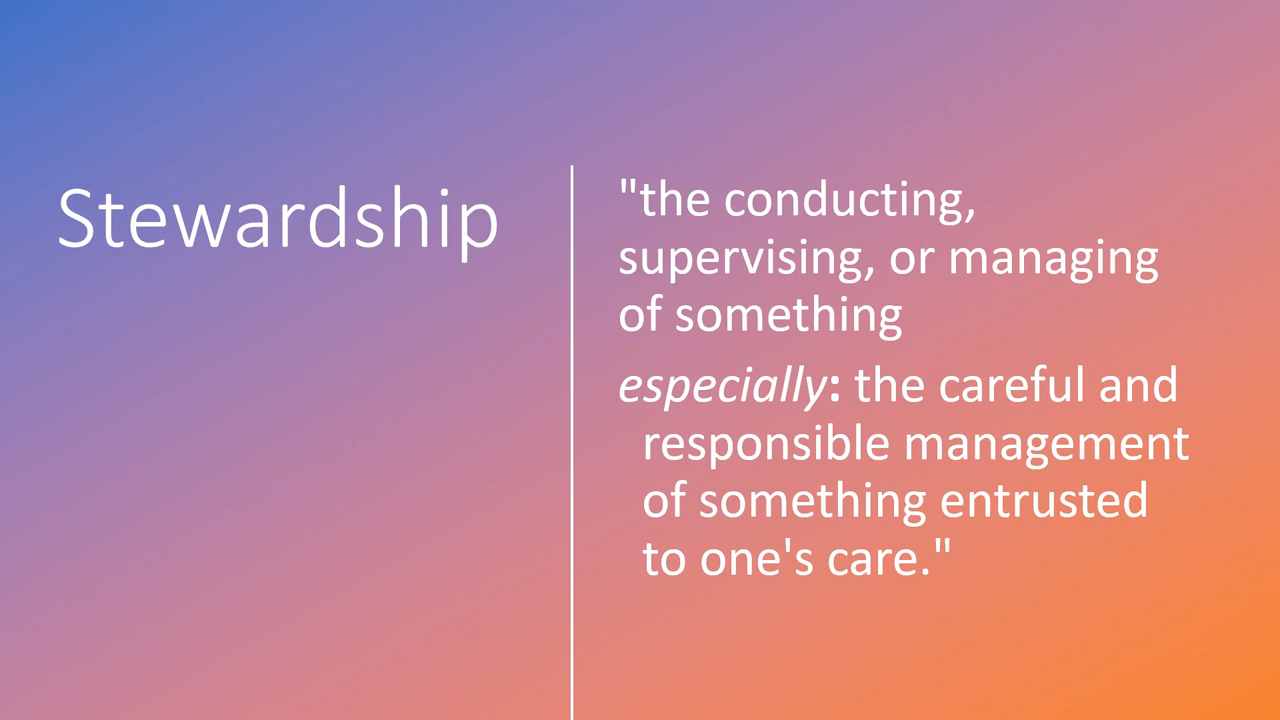 Stewardship
"the conducting,
supervising, or managing
of something
especially: the careful and
responsible management
of something entrusted
to one's care."